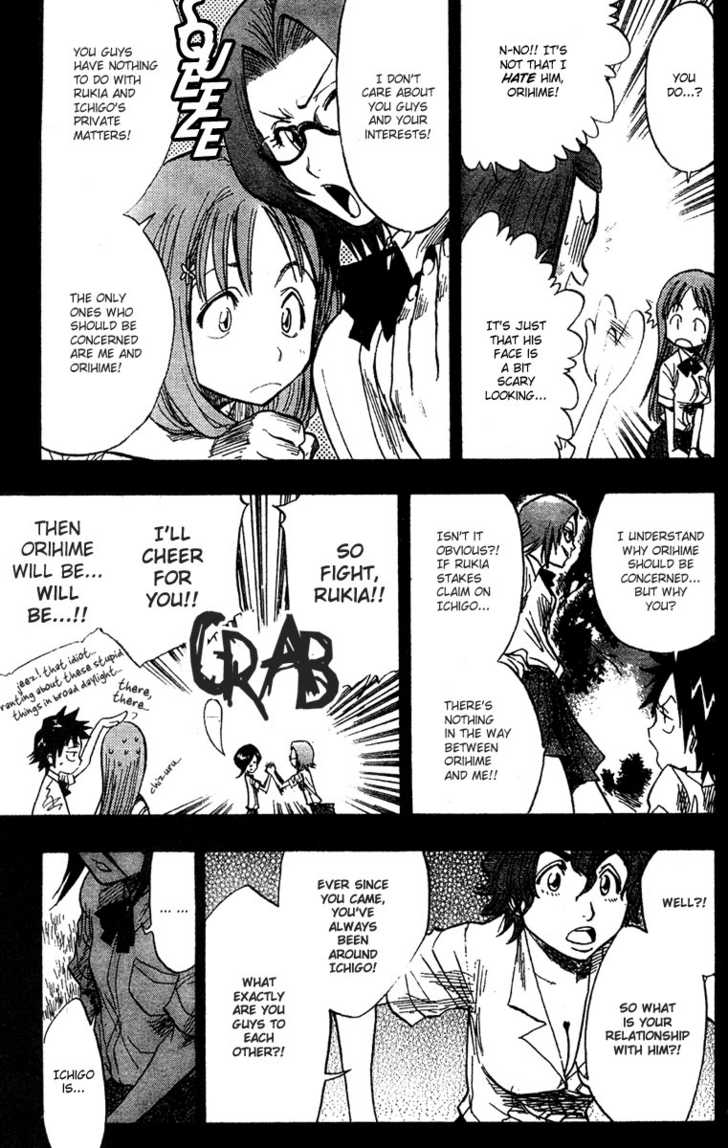 YOU
DO...?
N-NO!! IT'S
NOT THAT I
HATE HIM,
ORIHIME!
IT'S JUST
THAT HIS
FACE IS
A BIT
SCARY
LOOKING...
I DON'T
CARE ABOUT
YOU GUYS
AND YOUR
INTERESTS!
SQUEEZE
YOU GUYS
HAVE NOTHING
TO DO WITH
RUKIA AND
ICHIGO'S
PRIVATE
MATTERS!
THE ONLY
ONES WHO
SHOULD BE
CONCERNED
ARE ME AND
ORIHIME!
I UNDERSTAND
WHY ORIHIME
SHOULD BE
CONCERNED...
BUT WHY
YOU?
ISN'T IT
OBVIOUS?!
IF RUKIA
STAKES
CLAIM ON
ICHIGO...
THERE'S
NOTHING
IN THE WAY
BETWEEN
ORIHIME
AND ME!!
SO
FIGHT,
RUKIA!!
I'LL
CHEER
FOR
YOU!!
THEN
ORIHIME
WILL BE...
WILL
BE...!!
GRAB
jeez..! that idiot...
ranting about these stupid
things in broad daylight...
there,
there...
chizuru...
WELL?!
SO WHAT
IS YOUR
RELATIONSHIP
WITH HIM?!
EVER SINCE
YOU CAME,
YOU'VE
ALWAYS
BEEN
AROUND
ICHIGO!
WHAT
EXACTLY
ARE YOU
GUYS TO
EACH
OTHER?!
... ...
ICHIGO
IS...